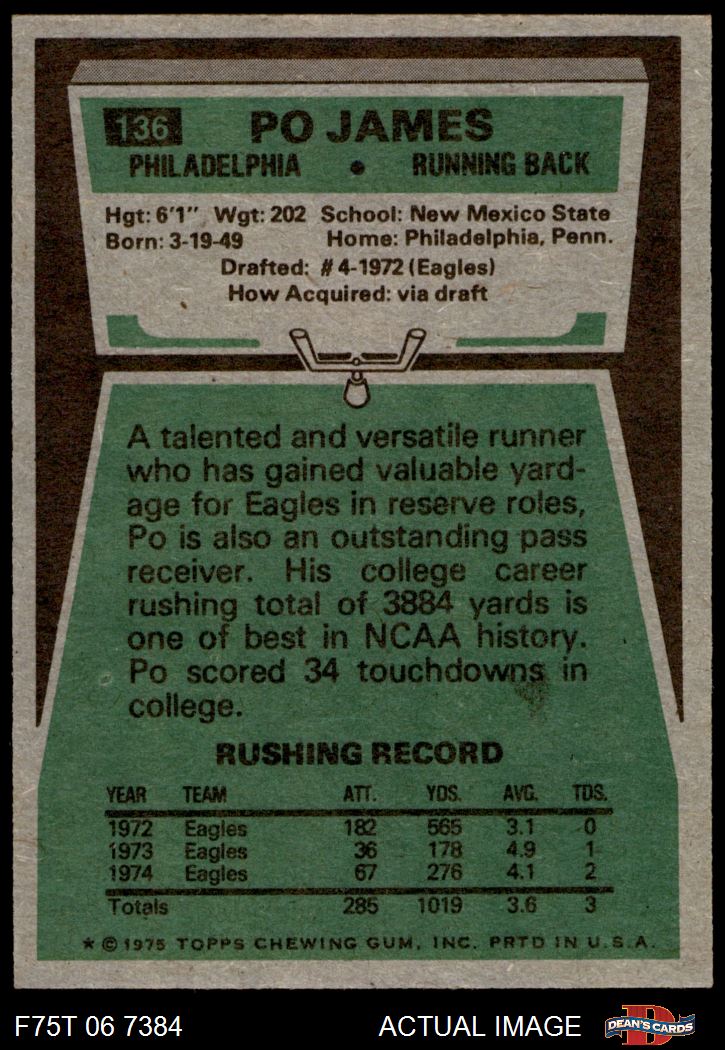 136 PO JAMES
PHILADELPHIA • RUNNING BACK
Hgt: 6'1" Wgt: 202 School: New Mexico State
Born: 3-19-49 Home: Philadelphia, Penn.
Drafted: #4-1972 (Eagles)
How Acquired: via draft
A talented and versatile runner
who has gained valuable yard-
age for Eagles in reserve roles,
Po is also an outstanding pass
receiver. His college career
rushing total of 3884 yards is
one of best in NCAA history.
Po scored 34 touchdowns in
college.
RUSHING RECORD
YEAR TEAM ATT. YDS. AVG. TDS.
1972 Eagles 182 565 3.1 0
1973 Eagles 36 178 4.9 1
1974 Eagles 67 276 4.1 2
Totals 285 1019 3.6 3
★ © 1975 TOPPS CHEWING GUM, INC. PRTD IN U.S.A.
F75T 06 7384 ACTUAL IMAGE DEAN'S CARDS